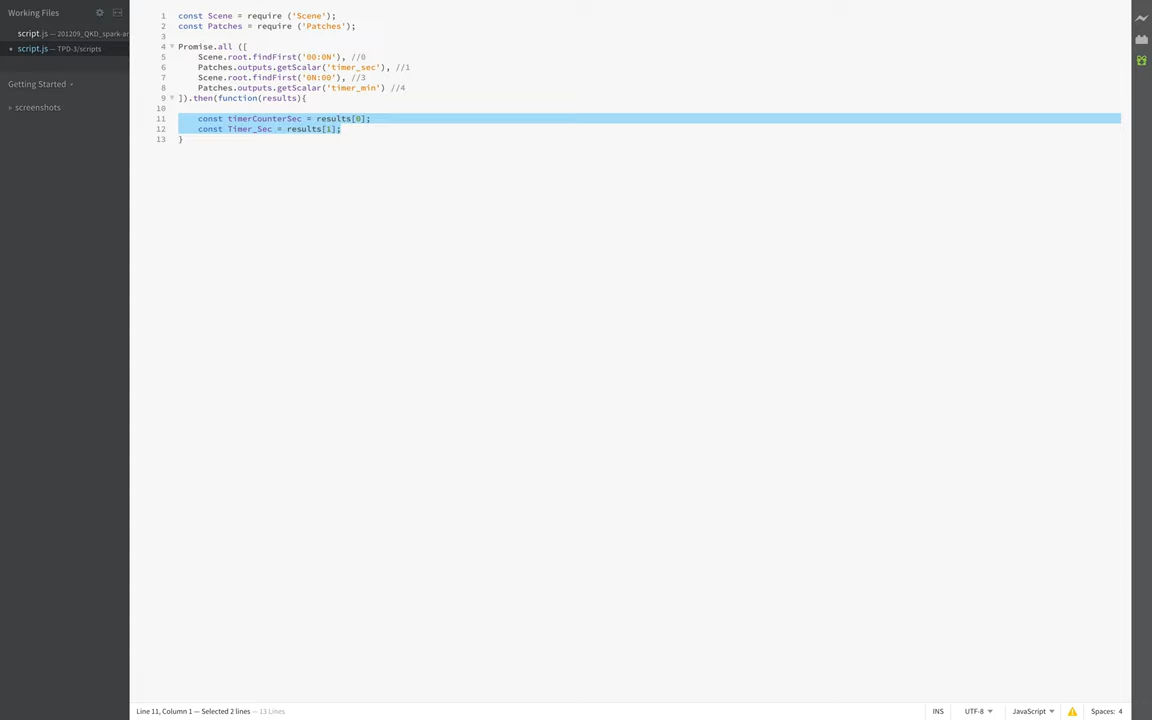 Working Files
script.js — 201209_QKD_spark-ar
script.js — TPD-3/scripts
Getting Started
screenshots
1 const Scene = require ('Scene');
2 const Patches = require ('Patches');
3
4 Promise.all ([
5 Scene.root.findFirst('00:0N'), //0
6 Patches.outputs.getScalar('timer_sec'), //1
7 Scene.root.findFirst('0N:00'), //3
8 Patches.outputs.getScalar('timer_min') //4
9 ]).then(function(results){
10
11 const timerCounterSec = results[0];
12 const Timer_Sec = results[1];
13 }
Line 11, Column 1 — Selected 2 lines — 13 Lines
INS UTF-8 JavaScript Spaces: 4